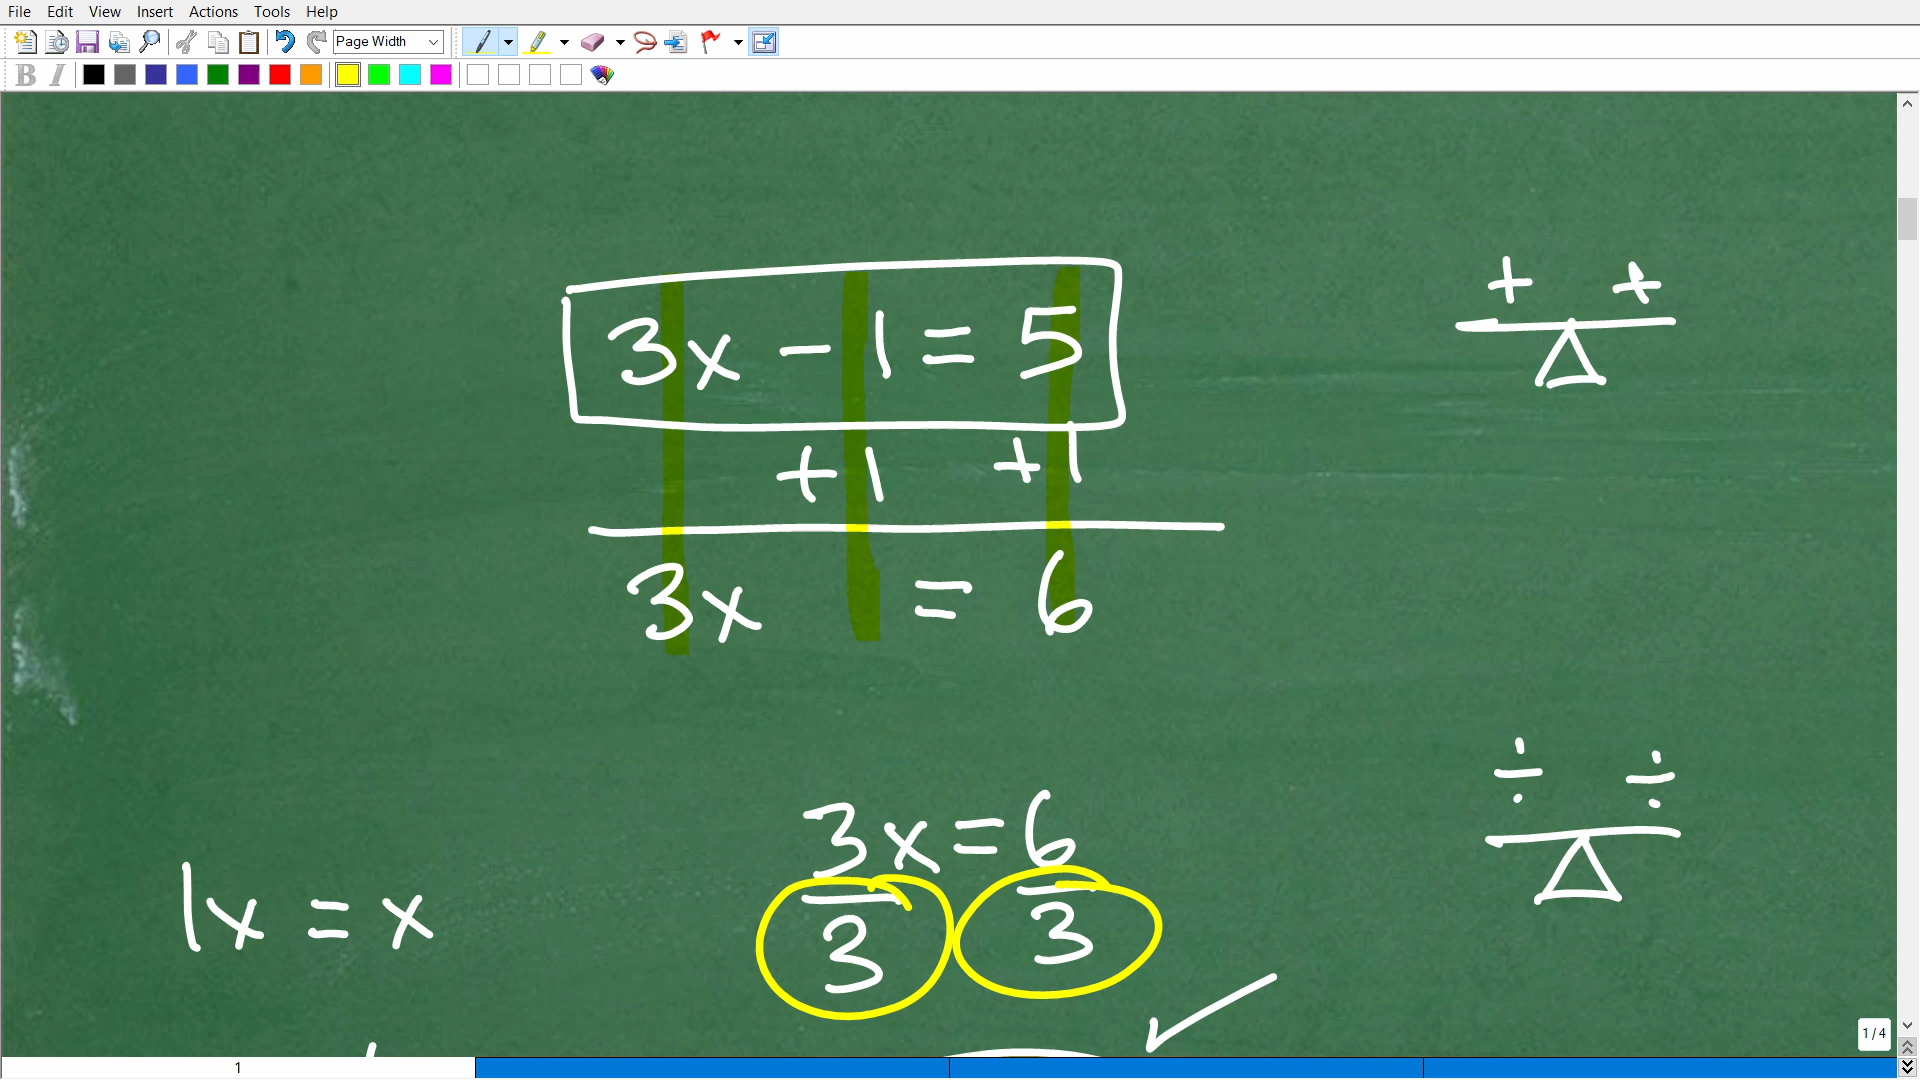 File Edit View Insert Actions Tools Help
Page Width
B I
3x - 1 = 5
+ 1 +1
3x = 6
+ +
÷ ÷
3x = 6
3 3
1x = x
1 / 4
1